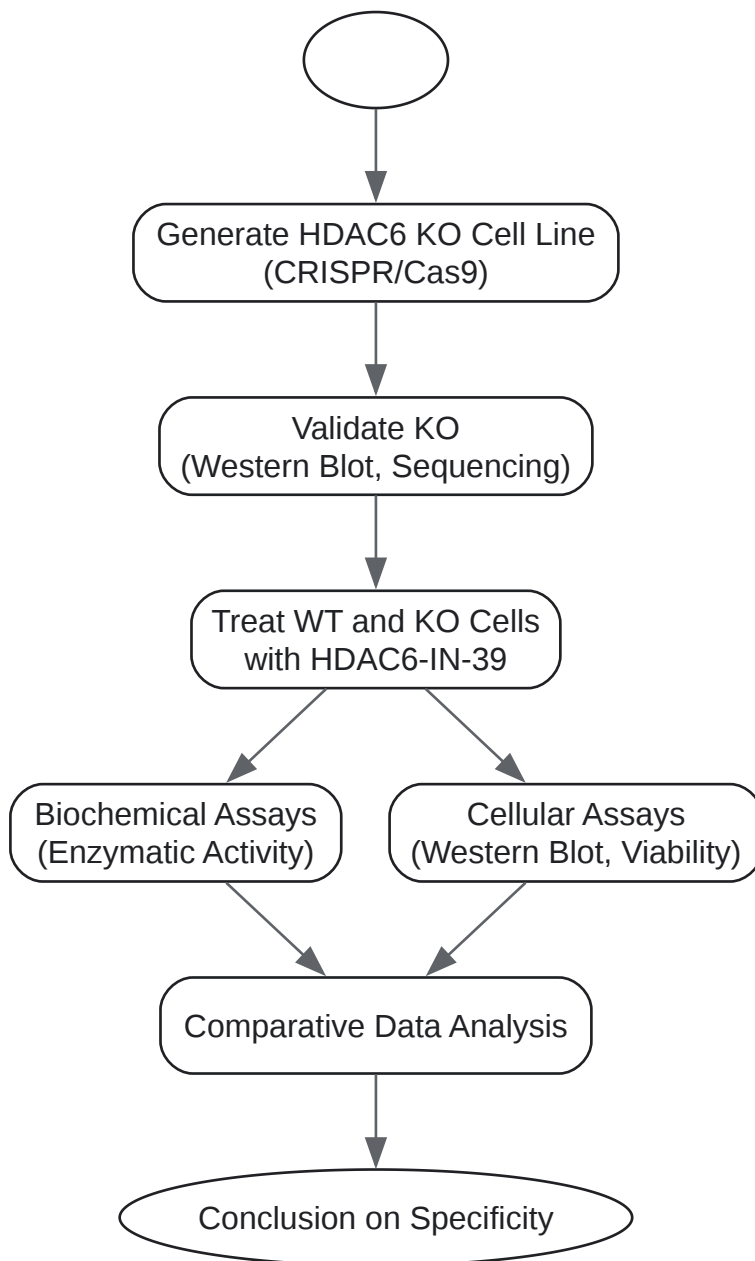 Generate HDAC6 KO Cell Line
(CRISPR/Cas9)
Validate KO
(Western Blot, Sequencing)
Treat WT and KO Cells
with HDAC6-IN-39
Biochemical Assays
(Enzymatic Activity)
Cellular Assays
(Western Blot, Viability)
Comparative Data Analysis
Conclusion on Specificity